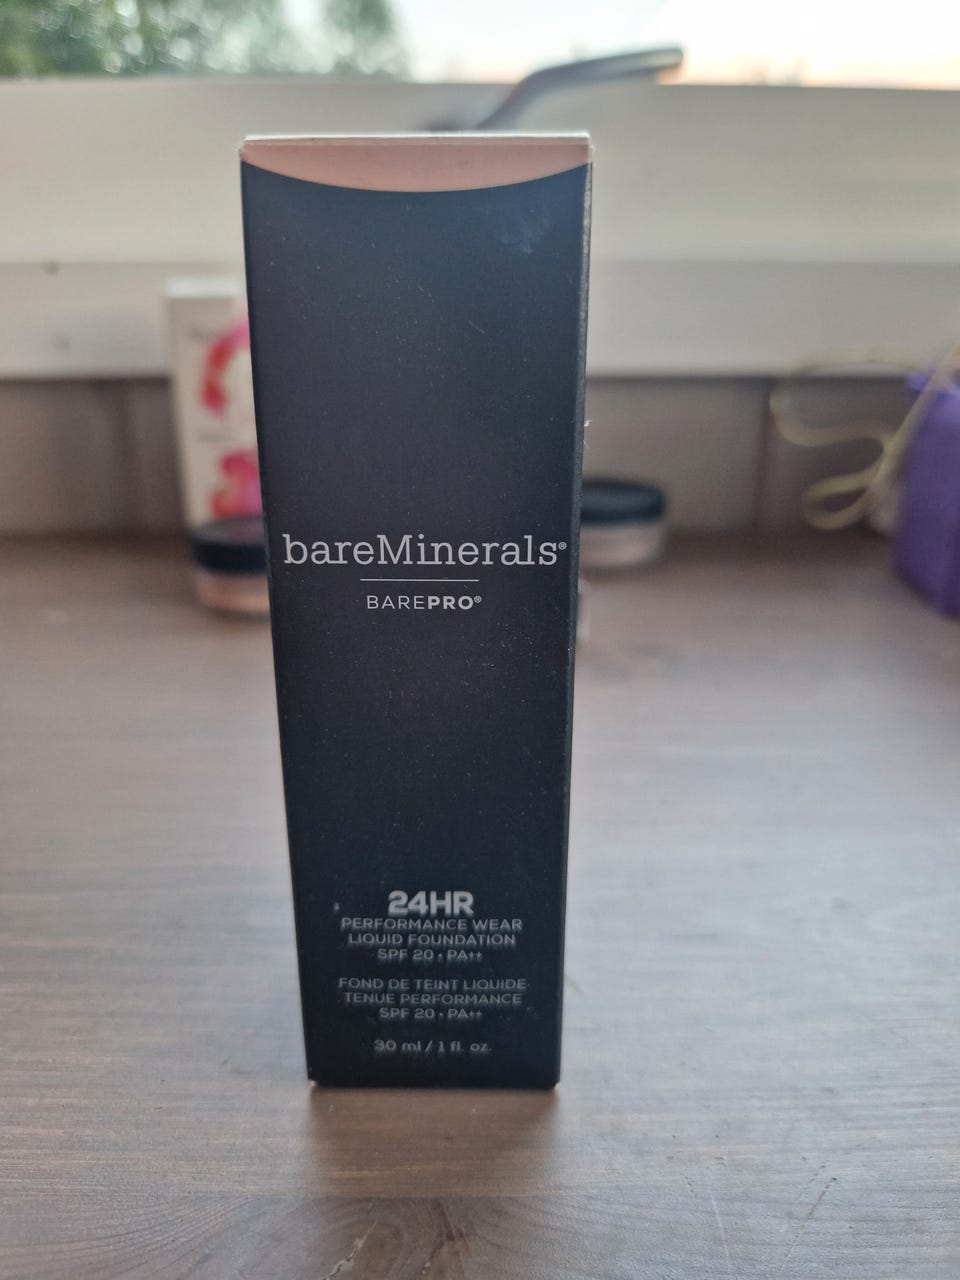 bareMinerals®
BAREPRO®
24HR
PERFORMANCE WEAR
LIQUID FOUNDATION
SPF 20 • PA++
FOND DE TEINT LIQUIDE
TENUE PERFORMANCE
SPF 20 • PA++
30 ml / 1 fl. oz.